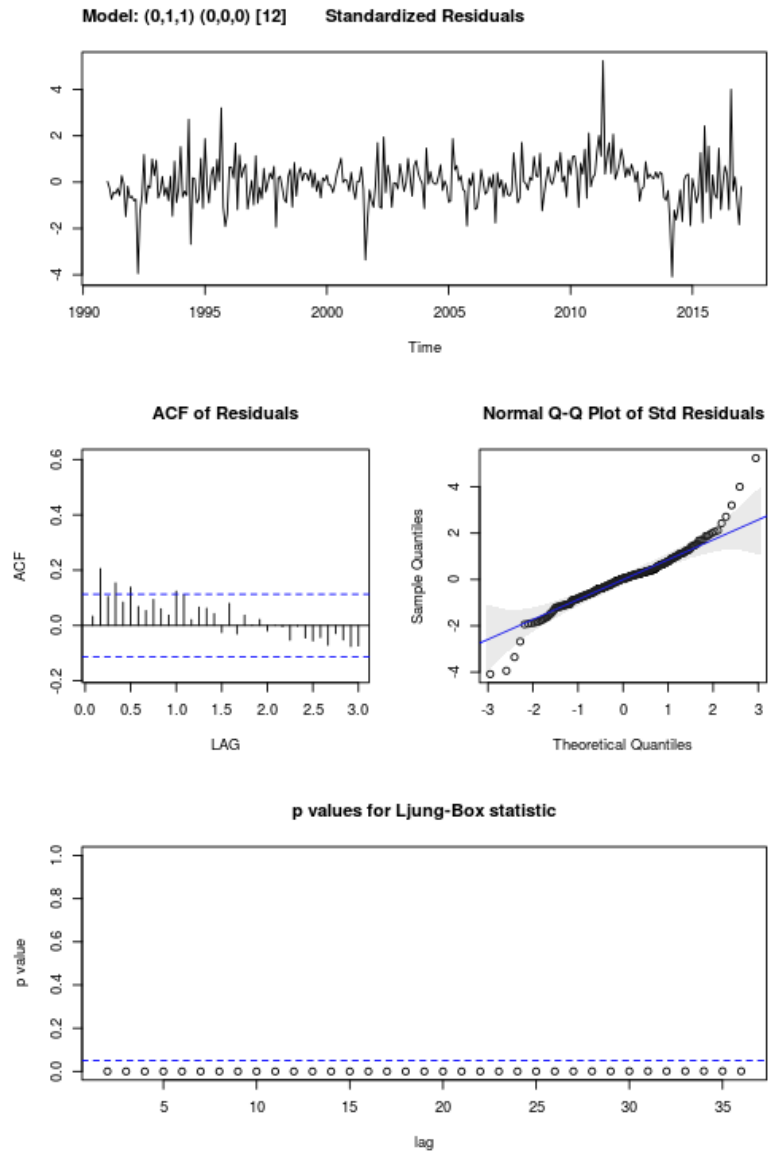 Model: (0,1,1) (0,0,0) [12] Standardized Residuals
4
2
0
-2
-4
1990 1995 2000 2005 2010 2015
Time
ACF of Residuals
ACF
0.6
0.4
0.2
0.0
-0.2
0.0 0.5 1.0 1.5 2.0 2.5 3.0
LAG
Normal Q-Q Plot of Std Residuals
Sample Quantiles
4
2
0
-2
-4
-3 -2 -1 0 1 2 3
Theoretical Quantiles
p values for Ljung-Box statistic
p value
1.0
0.8
0.6
0.4
0.2
0.0
5 10 15 20 25 30 35
lag